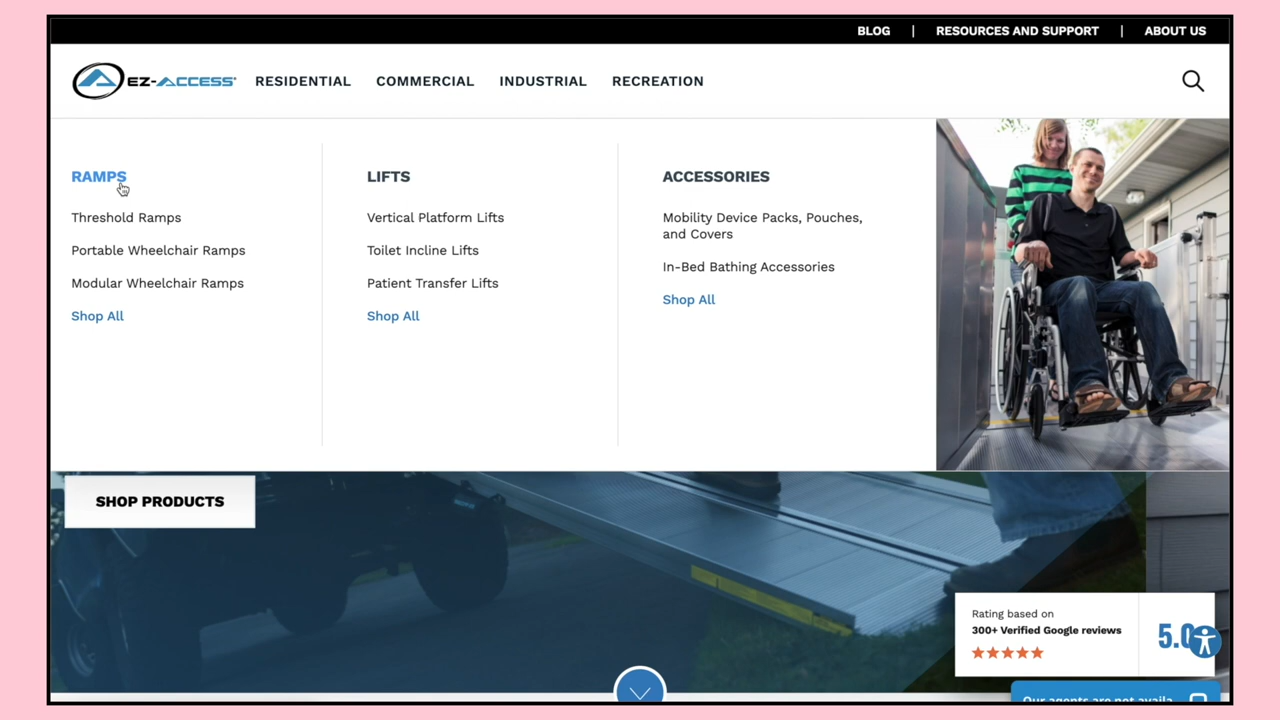 BLOG | RESOURCES AND SUPPORT | ABOUT US
EZ-ACCESS
RESIDENTIAL COMMERCIAL INDUSTRIAL RECREATION
RAMPS
Threshold Ramps
Portable Wheelchair Ramps
Modular Wheelchair Ramps
Shop All
LIFTS
Vertical Platform Lifts
Toilet Incline Lifts
Patient Transfer Lifts
Shop All
ACCESSORIES
Mobility Device Packs, Pouches,
and Covers
In-Bed Bathing Accessories
Shop All
SHOP PRODUCTS
Rating based on
300+ Verified Google reviews
5.0
Our agents are not availa